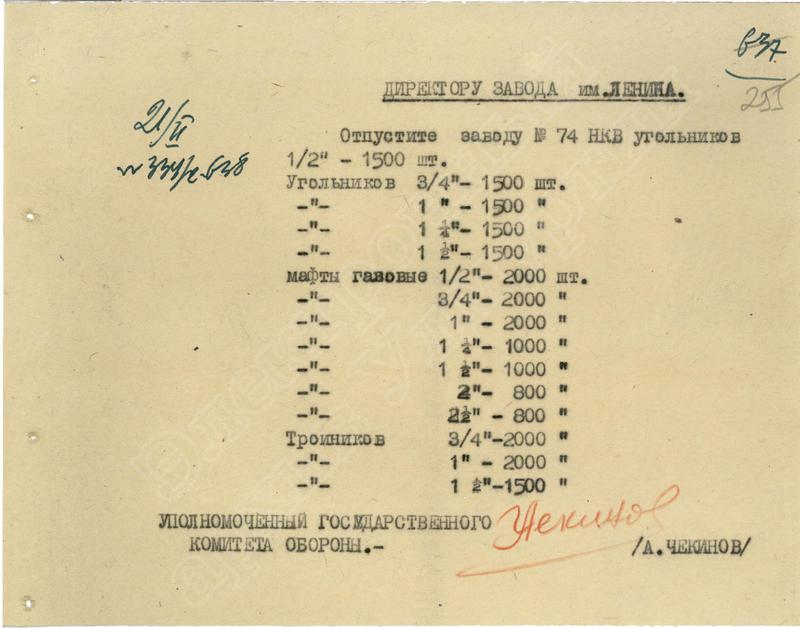 637
255
ДИРЕКТОРУ ЗАВОДА им.ЛЕНИНА.
21/II
Отпустите заводу № 74 НКВ угольников
1/2" - 1500 шт.
Угольников 3/4"- 1500 шт.
-"- 1 "- 1500 "
-"- 1 ¼"- 1500 "
-"- 1 ½"- 1500 "
мафты газовые 1/2"- 2000 шт.
-"- 3/4"- 2000 "
-"- 1" - 2000 "
-"- 1 ¼"- 1000 "
-"- 1 ½"- 1000 "
-"- 2"- 800 "
-"- 2½" - 800 "
Троиников 3/4"-2000 "
-"- 1" - 2000 "
-"- 1 ½"-1500 "
УПОЛНОМОЧЕННЫЙ ГОСУДАРСТВЕННОГО Чекинов
КОМИТЕТА ОБОРОНЫ.- /А.ЧЕКИНОВ/